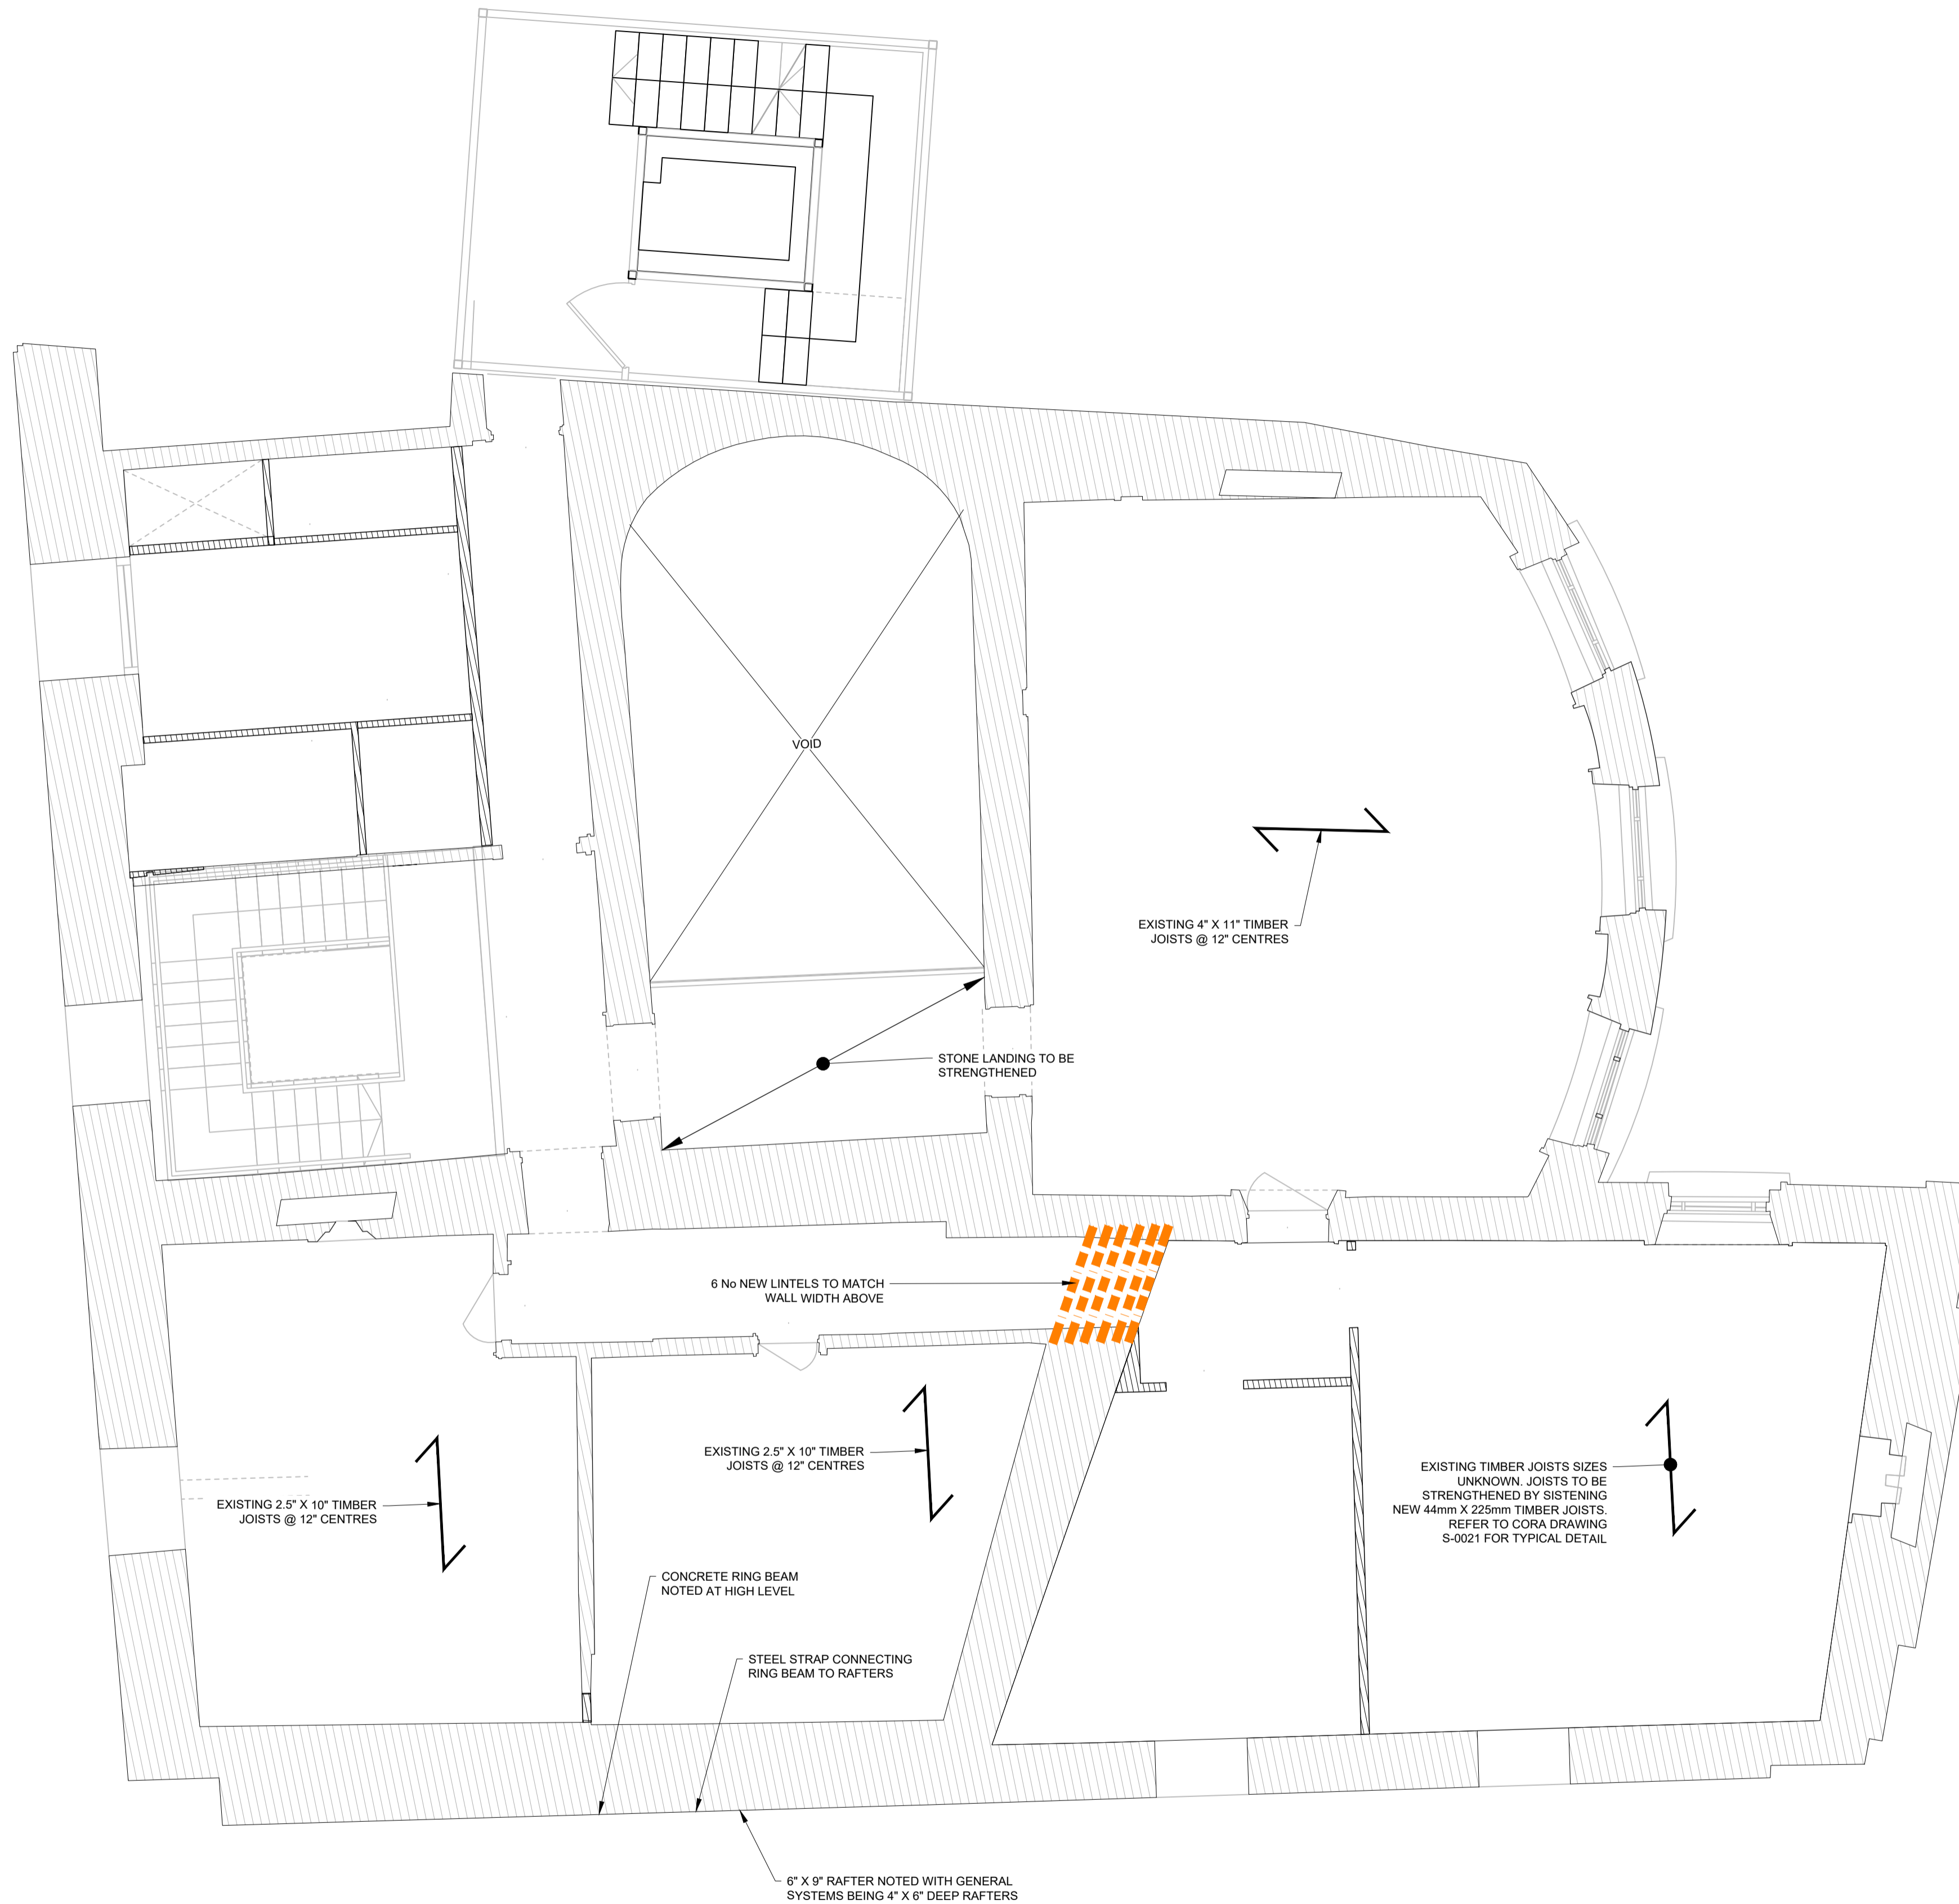 VOID
EXISTING 4" X 11" TIMBER
JOISTS @ 12" CENTRES
STONE LANDING TO BE
STRENGTHENED
6 No NEW LINTELS TO MATCH
WALL WIDTH ABOVE
EXISTING 2.5" X 10" TIMBER
JOISTS @ 12" CENTRES
EXISTING 2.5" X 10" TIMBER
JOISTS @ 12" CENTRES
EXISTING TIMBER JOISTS SIZES
UNKNOWN. JOISTS TO BE
STRENGTHENED BY SISTENING
NEW 44mm X 225mm TIMBER JOISTS.
REFER TO CORA DRAWING
S-0021 FOR TYPICAL DETAIL
CONCRETE RING BEAM
NOTED AT HIGH LEVEL
STEEL STRAP CONNECTING
RING BEAM TO RAFTERS
6" X 9" RAFTER NOTED WITH GENERAL
SYSTEMS BEING 4" X 6" DEEP RAFTERS